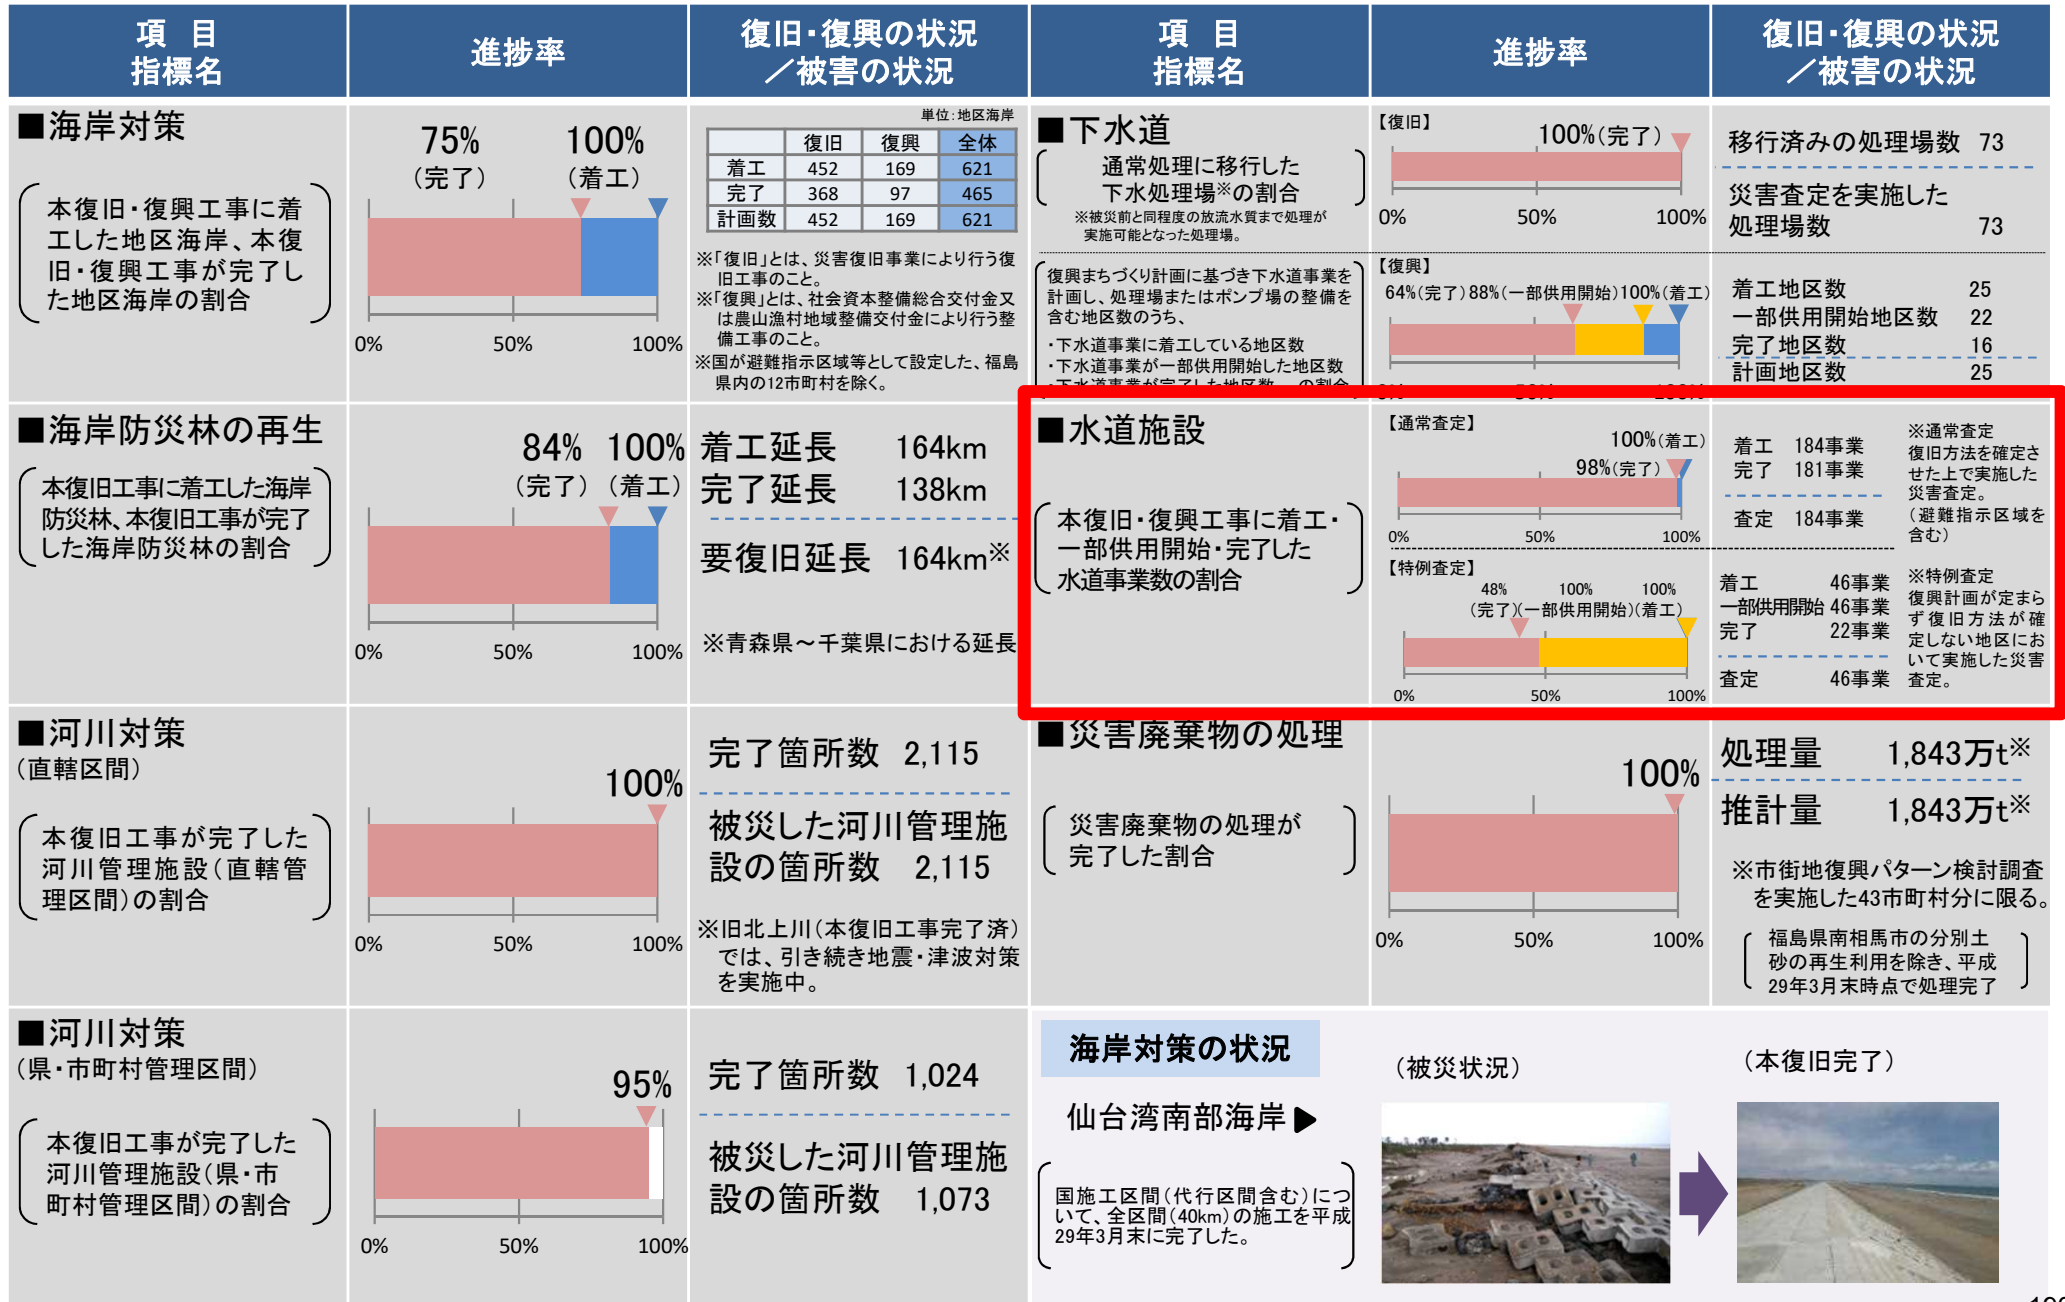 項 目
指標名
進捗率
復旧・復興の状況
／被害の状況
項 目
指標名
進捗率
復旧・復興の状況
／被害の状況
■海岸対策
本復旧・復興工事に着
工した地区海岸、本復
旧・復興工事が完了し
た地区海岸の割合
75% 100%
（完了） （着工）
0% 50% 100%
単位：地区海岸
復旧 復興 全体
着工 452 169 621
完了 368 97 465
計画数 452 169 621
※「復旧」とは、災害復旧事業により行う復
旧工事のこと。
※「復興」とは、社会資本整備総合交付金又
は農山漁村地域整備交付金により行う整
備工事のこと。
※国が避難指示区域等として設定した、福島
県内の12市町村を除く。
■海岸防災林の再生
本復旧工事に着工した海岸
防災林、本復旧工事が完了
した海岸防災林の割合
84% 100%
（完了） （着工）
0% 50% 100%
着工延長 164km
完了延長 138km
要復旧延長 164km※
※青森県～千葉県における延長
■河川対策
（直轄区間）
本復旧工事が完了した
河川管理施設（直轄管
理区間）の割合
100%
0% 50% 100%
完了箇所数 2,115
被災した河川管理施
設の箇所数 2,115
※旧北上川（本復旧工事完了済）
では、引き続き地震・津波対策
を実施中。
■河川対策
（県・市町村管理区間）
本復旧工事が完了した
河川管理施設（県・市
町村管理区間）の割合
95%
0% 50% 100%
完了箇所数 1,024
被災した河川管理施
設の箇所数 1,073
■下水道
通常処理に移行した
下水処理場※の割合
※被災前と同程度の放流水質まで処理が
実施可能となった処理場。
【復旧】
100%（完了）
0% 50% 100%
移行済みの処理場数 73
災害査定を実施した
処理場数 73
復興まちづくり計画に基づき下水道事業を
計画し、処理場またはポンプ場の整備を
含む地区数のうち、
・下水道事業に着工している地区数
・下水道事業が一部供用開始した地区数
・下水道事業が完了した地区数 の割合
【復興】
64%（完了）88%（一部供用開始）100%（着工）
0% 50% 100%
着工地区数 25
一部供用開始地区数 22
完了地区数 16
計画地区数 25
■水道施設
本復旧・復興工事に着工・
一部供用開始・完了した
水道事業数の割合
【通常査定】
100%（着工）
98%（完了）
0% 50% 100%
着工 184事業
完了 181事業
査定 184事業
※通常査定
復旧方法を確定さ
せた上で実施した
災害査定。
（避難指示区域を
含む）
【特例査定】
48% 100% 100%
（完了）（一部供用開始）（着工）
0% 50% 100%
着工 46事業
一部供用開始 46事業
完了 22事業
査定 46事業
※特例査定
復興計画が定まら
ず復旧方法が確
定しない地区にお
いて実施した災害
査定。
■災害廃棄物の処理
災害廃棄物の処理が
完了した割合
100%
0% 50% 100%
処理量 1,843万t※
推計量 1,843万t※
※市街地復興パターン検討調査
を実施した43市町村分に限る。
福島県南相馬市の分別土
砂の再生利用を除き、平成
29年3月末時点で処理完了
海岸対策の状況
仙台湾南部海岸▶
国施工区間（代行区間含む）につ
いて、全区間（40km）の施工を平成
29年3月末に完了した。
（被災状況）
（本復旧完了）